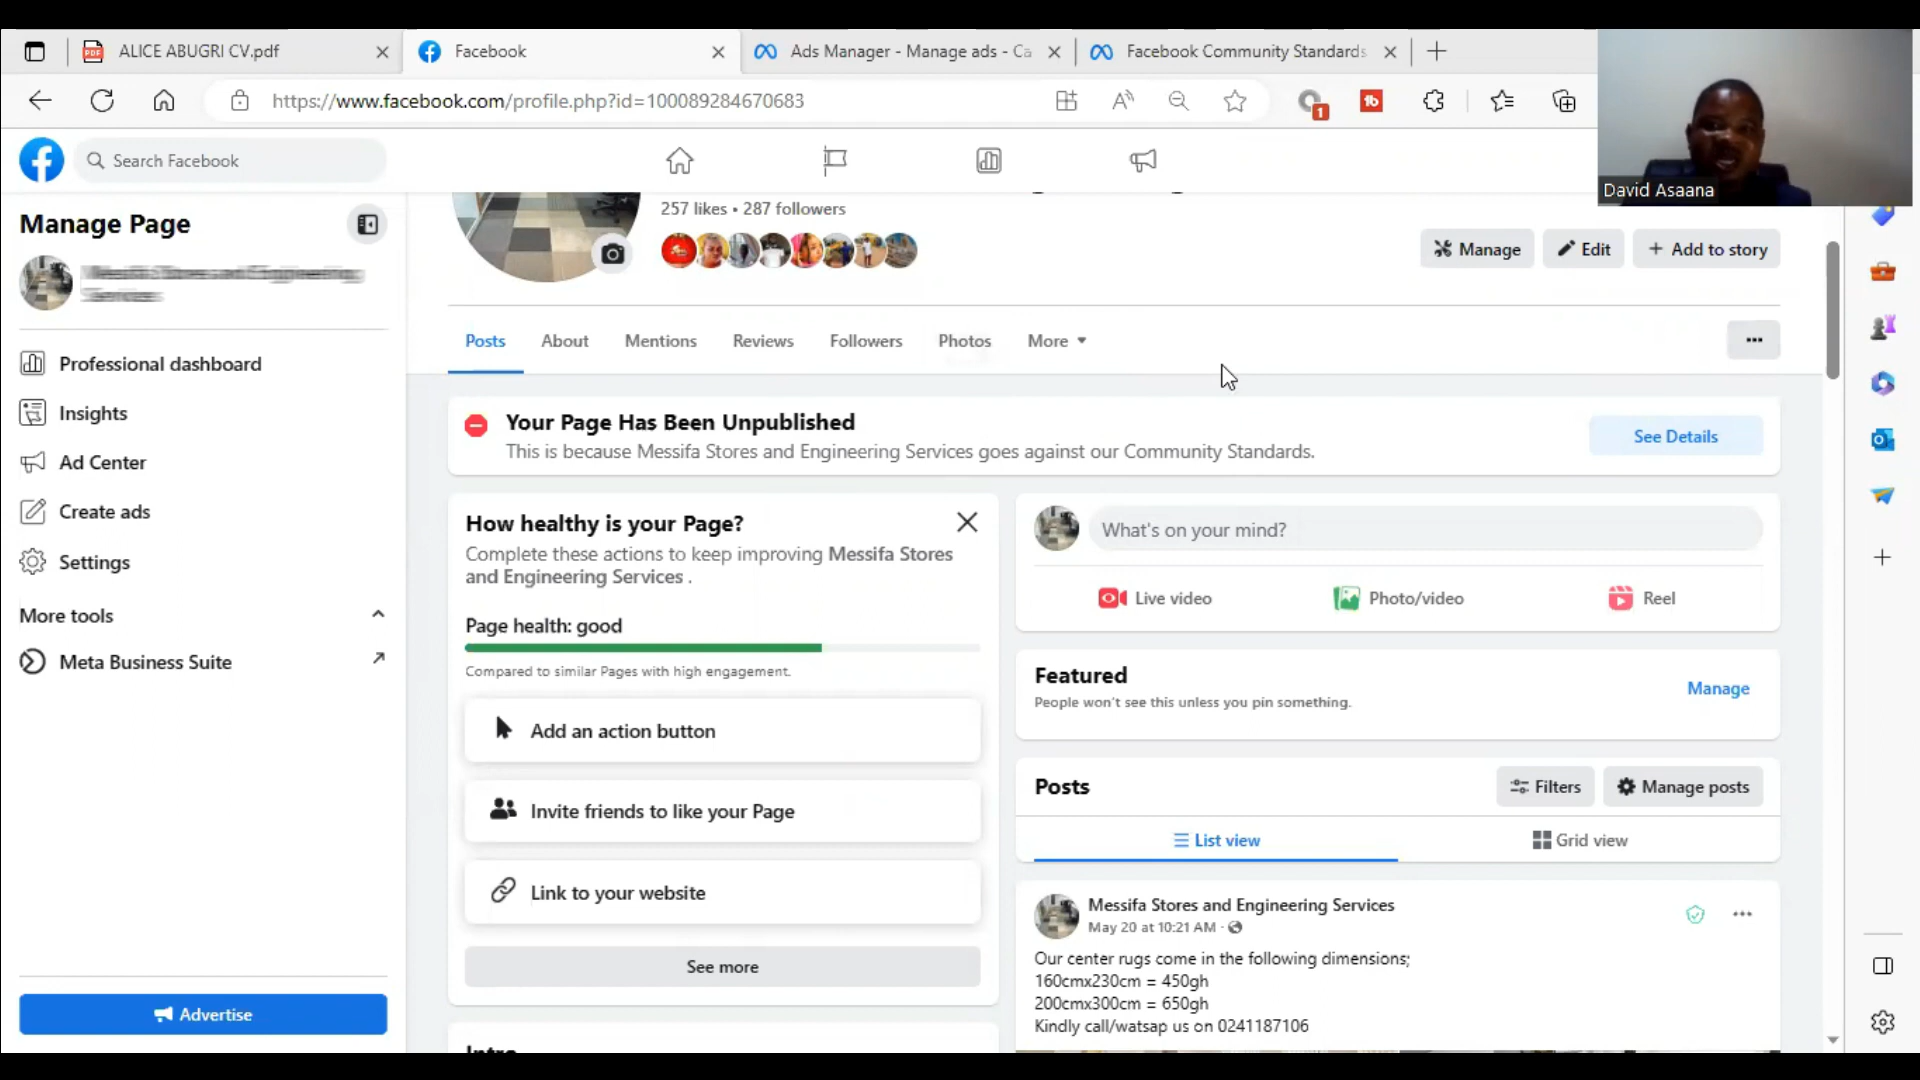 ALICE ABUGRI CV.pdf
Facebook
Ads Manager - Manage ads - Ca
Facebook Community Standards
https://www.facebook.com/profile.php?id=100089284670683
1
David Asaana
Search Facebook
Manage Page
Messifa Stores and Engineering
Services
Professional dashboard
Insights
Ad Center
Create ads
Settings
More tools
Meta Business Suite
Advertise
257 likes • 287 followers
Manage
Edit
+ Add to story
Posts
About
Mentions
Reviews
Followers
Photos
More
Your Page Has Been Unpublished
This is because Messifa Stores and Engineering Services goes against our Community Standards.
See Details
How healthy is your Page?
Complete these actions to keep improving Messifa Stores
and Engineering Services .
Page health: good
Compared to similar Pages with high engagement.
Add an action button
Invite friends to like your Page
Link to your website
See more
Intro
What's on your mind?
Live video
Photo/video
Reel
Featured
People won't see this unless you pin something.
Manage
Posts
Filters
Manage posts
List view
Grid view
Messifa Stores and Engineering Services
May 20 at 10:21 AM ·
Our center rugs come in the following dimensions;
160cmx230cm = 450gh
200cmx300cm = 650gh
Kindly call/watsap us on 0241187106